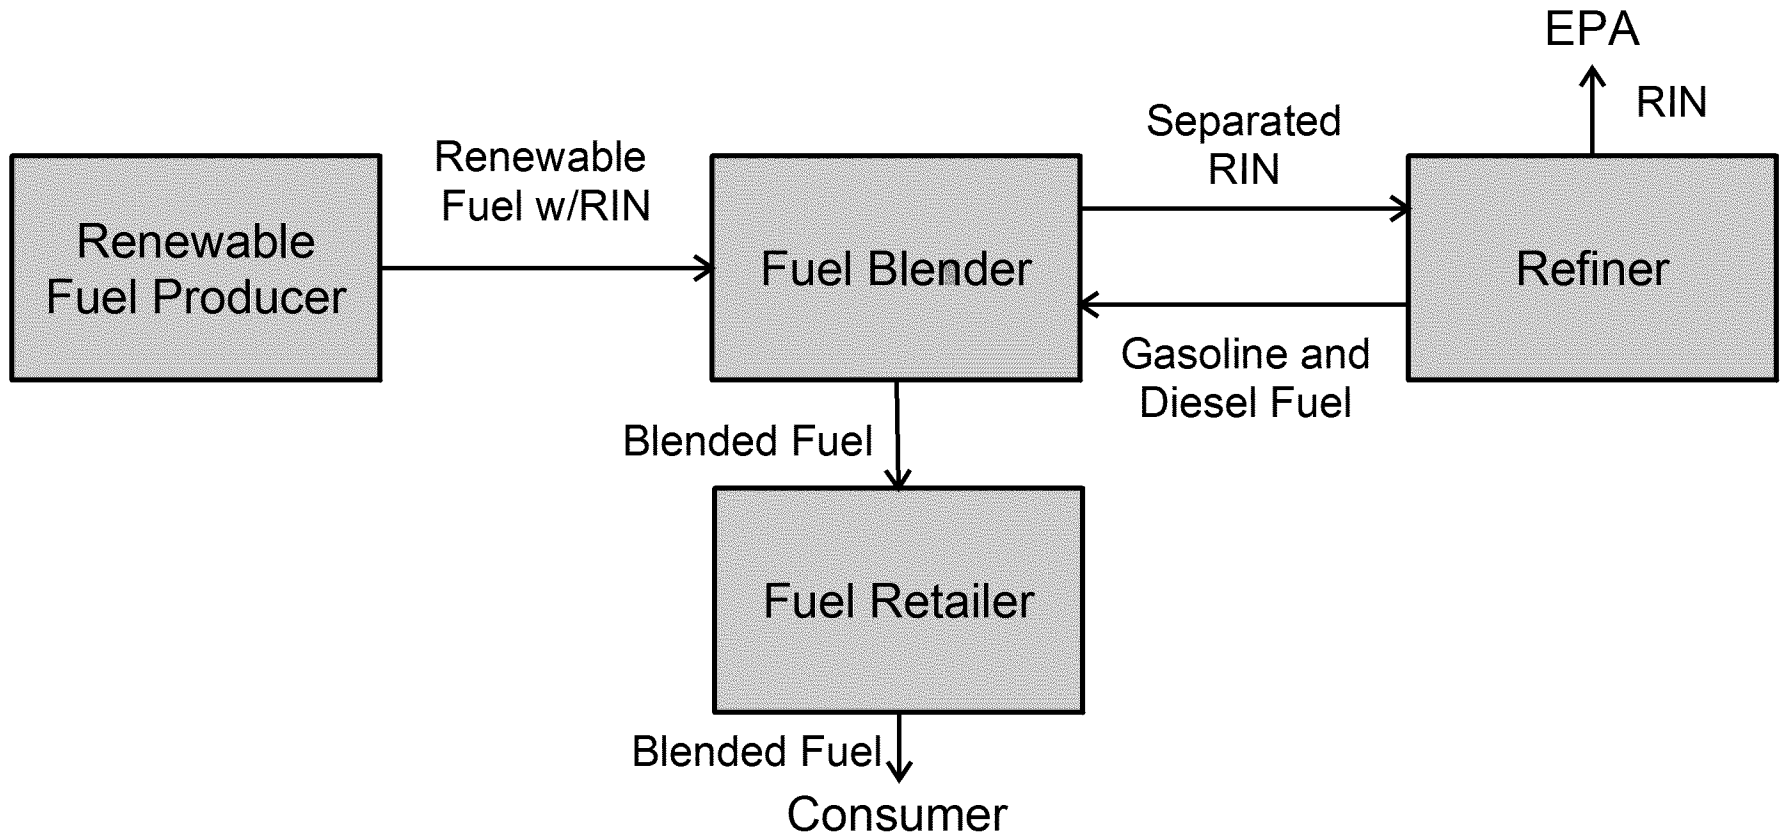 EPA
RIN
Separated
RIN
Renewable
Fuel w/RIN
Renewable
Fuel Producer
Fuel Blender
Refiner
Gasoline and
Diesel Fuel
Blended Fuel
Fuel Retailer
Blended Fuel
Consumer